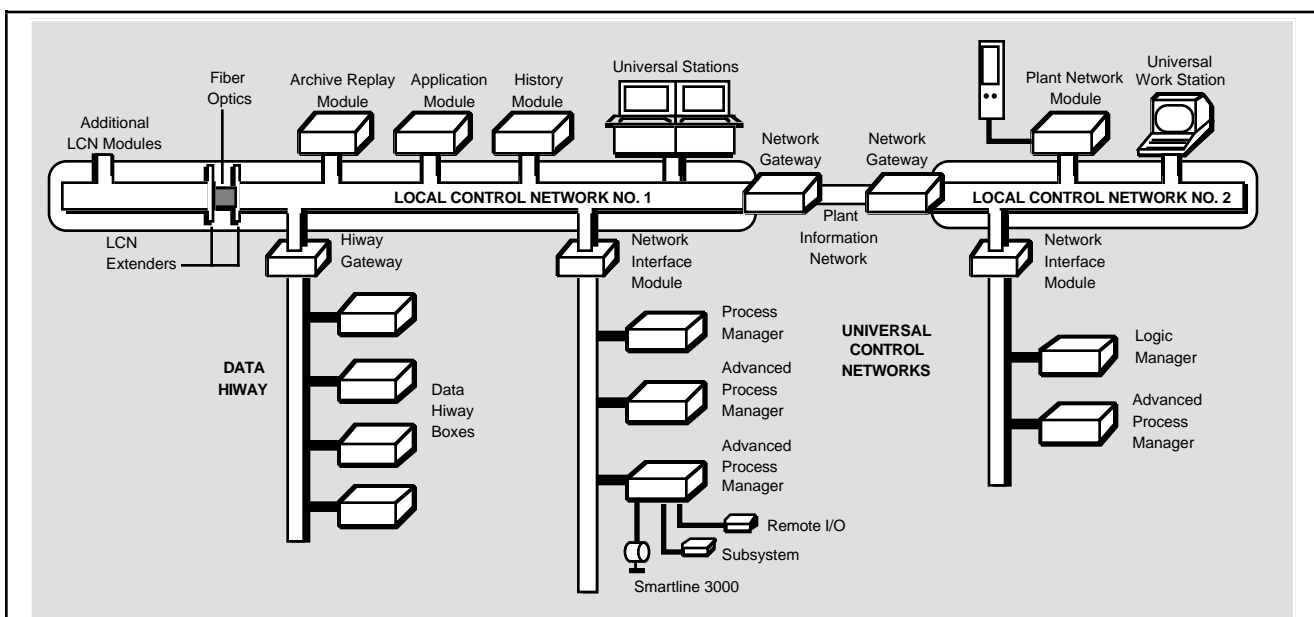 Fiber
Optics
Archive Replay
Module
Application
Module
History
Module
Universal Stations
Plant Network
Module
Universal
Work Station
Additional
LCN Modules
Network
Gateway
Network
Gateway
LOCAL CONTROL NETWORK NO. 1
LOCAL CONTROL NETWORK NO. 2
LCN
Extenders
Hiway
Gateway
Network
Interface
Module
Plant
Information
Network
Network
Interface
Module
DATA
HIWAY
Data
Hiway
Boxes
Process
Manager
Advanced
Process
Manager
Advanced
Process
Manager
Remote I/O
Subsystem
Smartline 3000
UNIVERSAL
CONTROL
NETWORKS
Logic
Manager
Advanced
Process
Manager